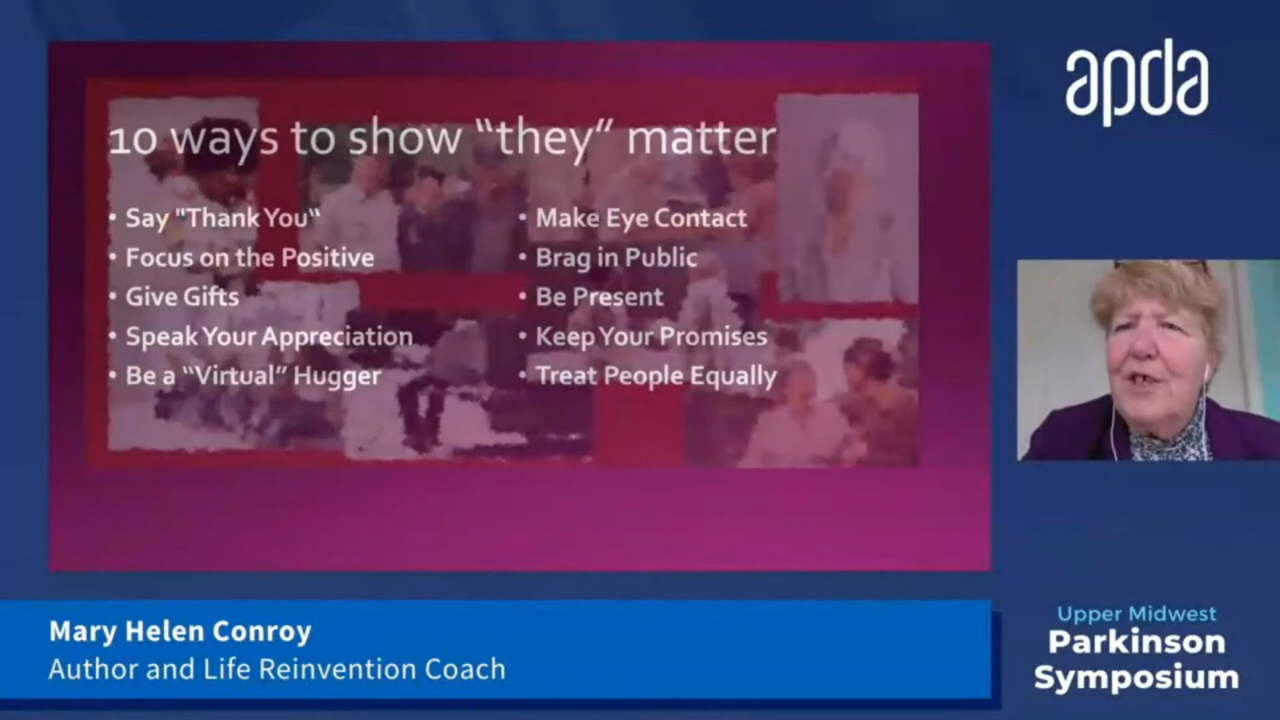 10 ways to show “they” matter
• Say "Thank You“
• Focus on the Positive
• Give Gifts
• Speak Your Appreciation
• Be a “Virtual” Hugger
• Make Eye Contact
• Brag in Public
• Be Present
• Keep Your Promises
• Treat People Equally
apda
Mary Helen Conroy
Author and Life Reinvention Coach
Upper Midwest
Parkinson
Symposium